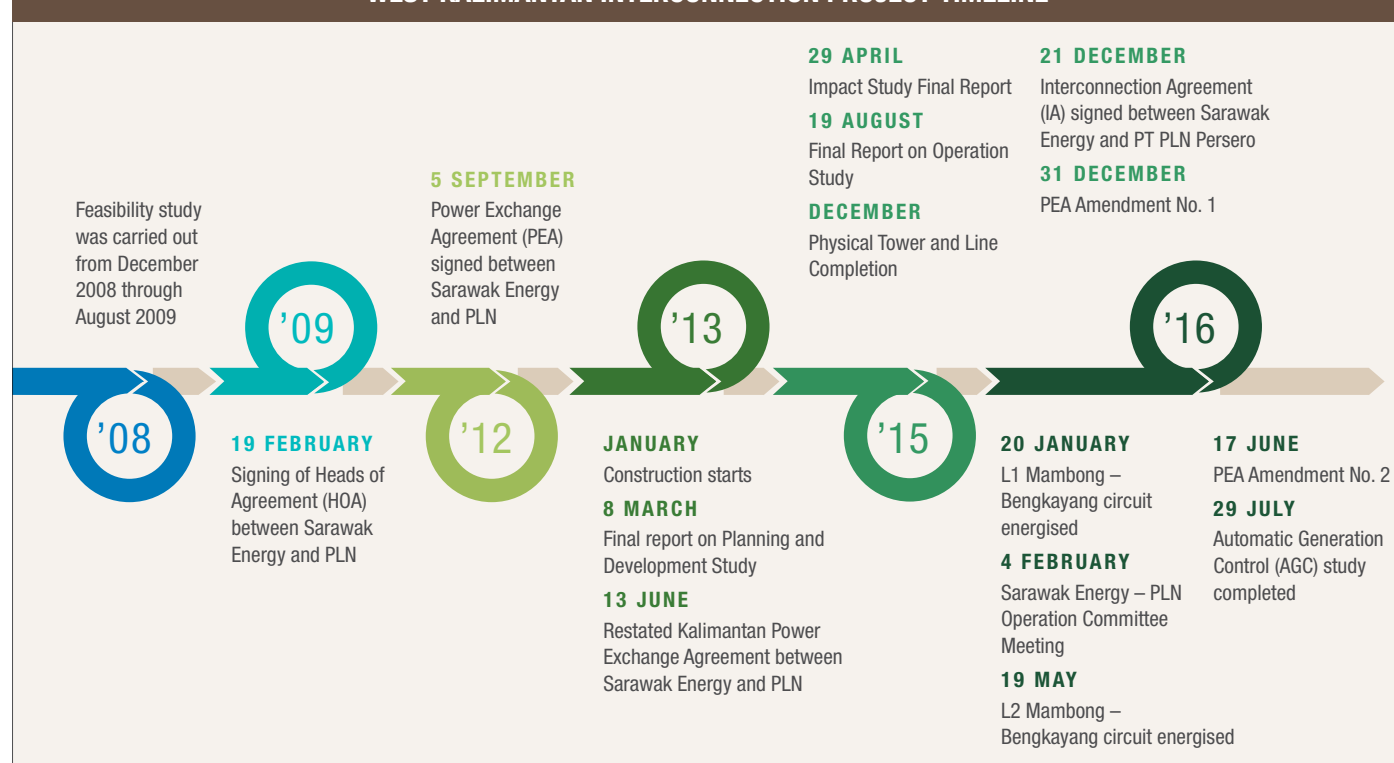 WEST KALIMANTAN INTERCONNECTION PROJECT TIMELINE
Feasibility study
was carried out
from December
2008 through
August 2009
’08
’09
19 FEBRUARY
Signing of Heads of
Agreement (HOA)
between Sarawak
Energy and PLN
5 SEPTEMBER
Power Exchange
Agreement (PEA)
signed between
Sarawak Energy
and PLN
’12
’13
JANUARY
Construction starts
8 MARCH
Final report on Planning and
Development Study
13 JUNE
Restated Kalimantan Power
Exchange Agreement between
Sarawak Energy and PLN
29 APRIL
Impact Study Final Report
19 AUGUST
Final Report on Operation
Study
DECEMBER
Physical Tower and Line
Completion
21 DECEMBER
Interconnection Agreement
(IA) signed between Sarawak
Energy and PT PLN Persero
31 DECEMBER
PEA Amendment No. 1
’15
’16
20 JANUARY
L1 Mambong –
Bengkayang circuit
energised
4 FEBRUARY
Sarawak Energy – PLN
Operation Committee
Meeting
19 MAY
L2 Mambong –
Bengkayang circuit energised
17 JUNE
PEA Amendment No. 2
29 JULY
Automatic Generation
Control (AGC) study
completed